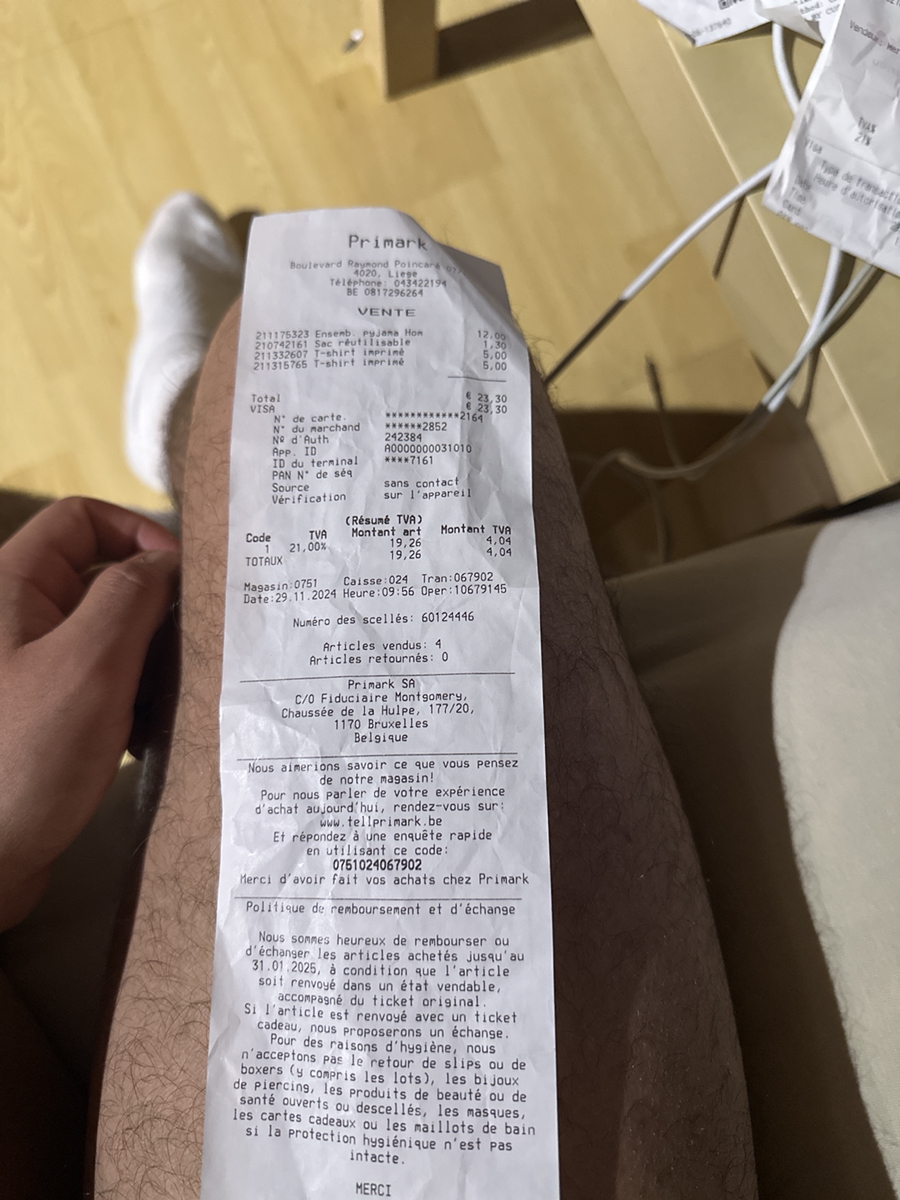 Primark
Boulevard Raymond Poincaré
4020, Liege
Téléphone: 043422194
BE 0817296264
VENTE
211175323 Ensemb. pyjama Hom 12,00
210742161 Sac réutilisable 1,30
211332607 T-shirt imprimé 5,00
211315765 T-shirt imprimé 5,00
Total € 23,30
VISA € 23,30
N° de carte. ************2164
N° du marchand ******2852
Nº d'Auth 242384
App. ID A0000000031010
ID du terminal ****7161
PAN N° de séq
Source sans contact
Vérification sur l'appareil
(Résumé TVA)
Code TVA Montant art Montant TVA
1 21,00% 19,26 4,04
TOTAUX 19,26 4,04
Magasin:0751 Caisse:024 Tran:067902
Date:29.11.2024 Heure:09:56 Oper:10679145
Numéro des scellés: 60124446
Articles vendus: 4
Articles retournés: 0
Primark SA
C/O Fiduciaire Montgomery,
Chaussée de la Hulpe, 177/20,
1170 Bruxelles
Belgique
Nous aimerions savoir ce que vous pensez
de notre magasin!
Pour nous parler de votre expérience
d'achat aujourd'hui, rendez-vous sur:
www.tellprimark.be
Et répondez à une enquête rapide
en utilisant ce code:
0751024067902
Merci d'avoir fait vos achats chez Primark
Politique de remboursement et d'échange
Nous sommes heureux de rembourser ou
d'échanger les articles achetés jusqu'au
31.01.2025, à condition que l'article
soit renvoyé dans un état vendable,
accompagné du ticket original.
Si l'article est renvoyé avec un ticket
cadeau, nous proposerons un échange.
Pour des raisons d'hygiène, nous
n'acceptons pas le retour de slips ou de
boxers (y compris les lots), les bijoux
de piercing, les produits de beauté ou de
santé ouverts ou descellés, les masques,
les cartes cadeaux ou les maillots de bain
si la protection hygiénique n'est pas
intacte.
MERCI
TVA%
21%
Type de